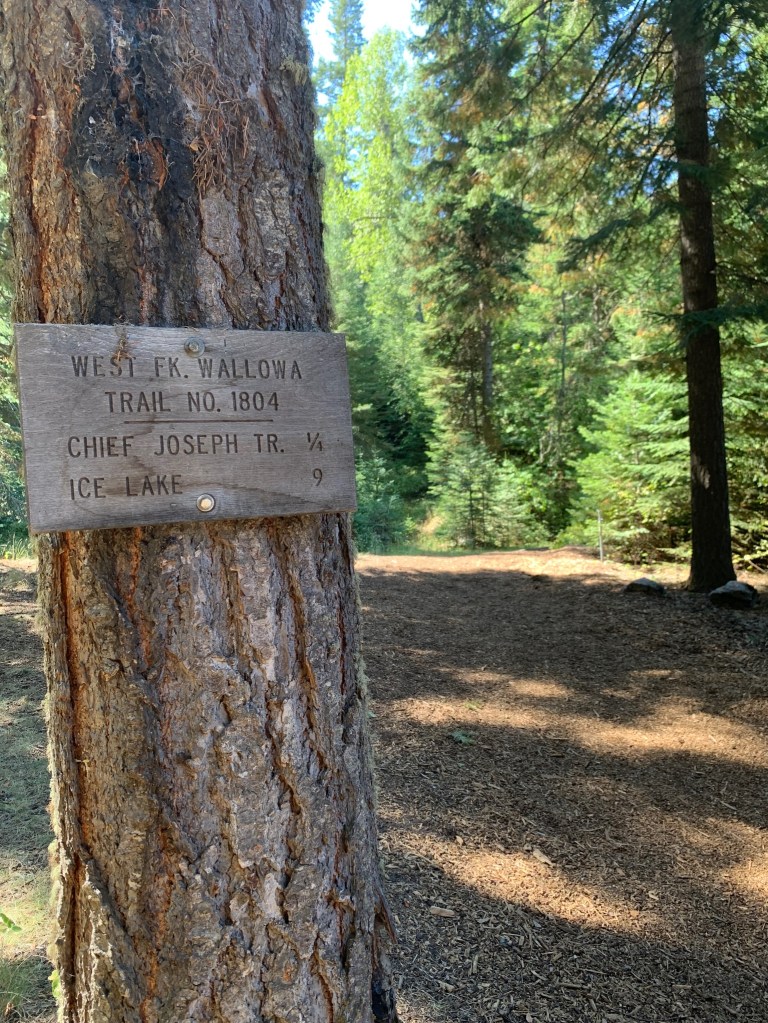 WEST FK. WALLOWA
TRAIL NO. 1804
CHIEF JOSEPH TR. ¼
ICE LAKE 9